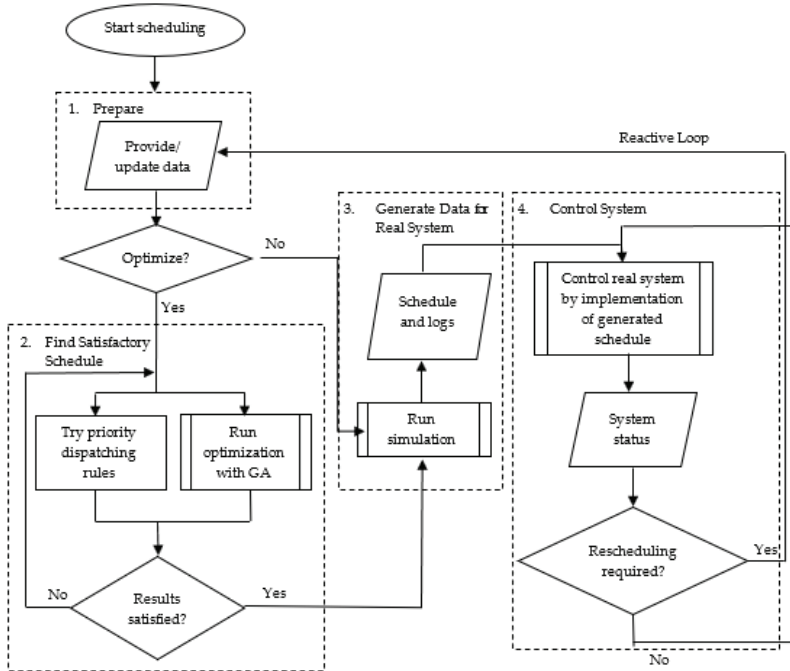 Start scheduling
1. Prepare
Provide/
update data
Reactive Loop
Optimize?
No
Yes
2. Find Satisfactory
Schedule
Try priority
dispatching
rules
Run
optimization
with GA
Results
satisfied?
No
Yes
3. Generate Data for
Real System
Schedule
and logs
Run
simulation
4. Control System
Control real system
by implementation
of generated
schedule
System
status
Rescheduling
required?
Yes
No